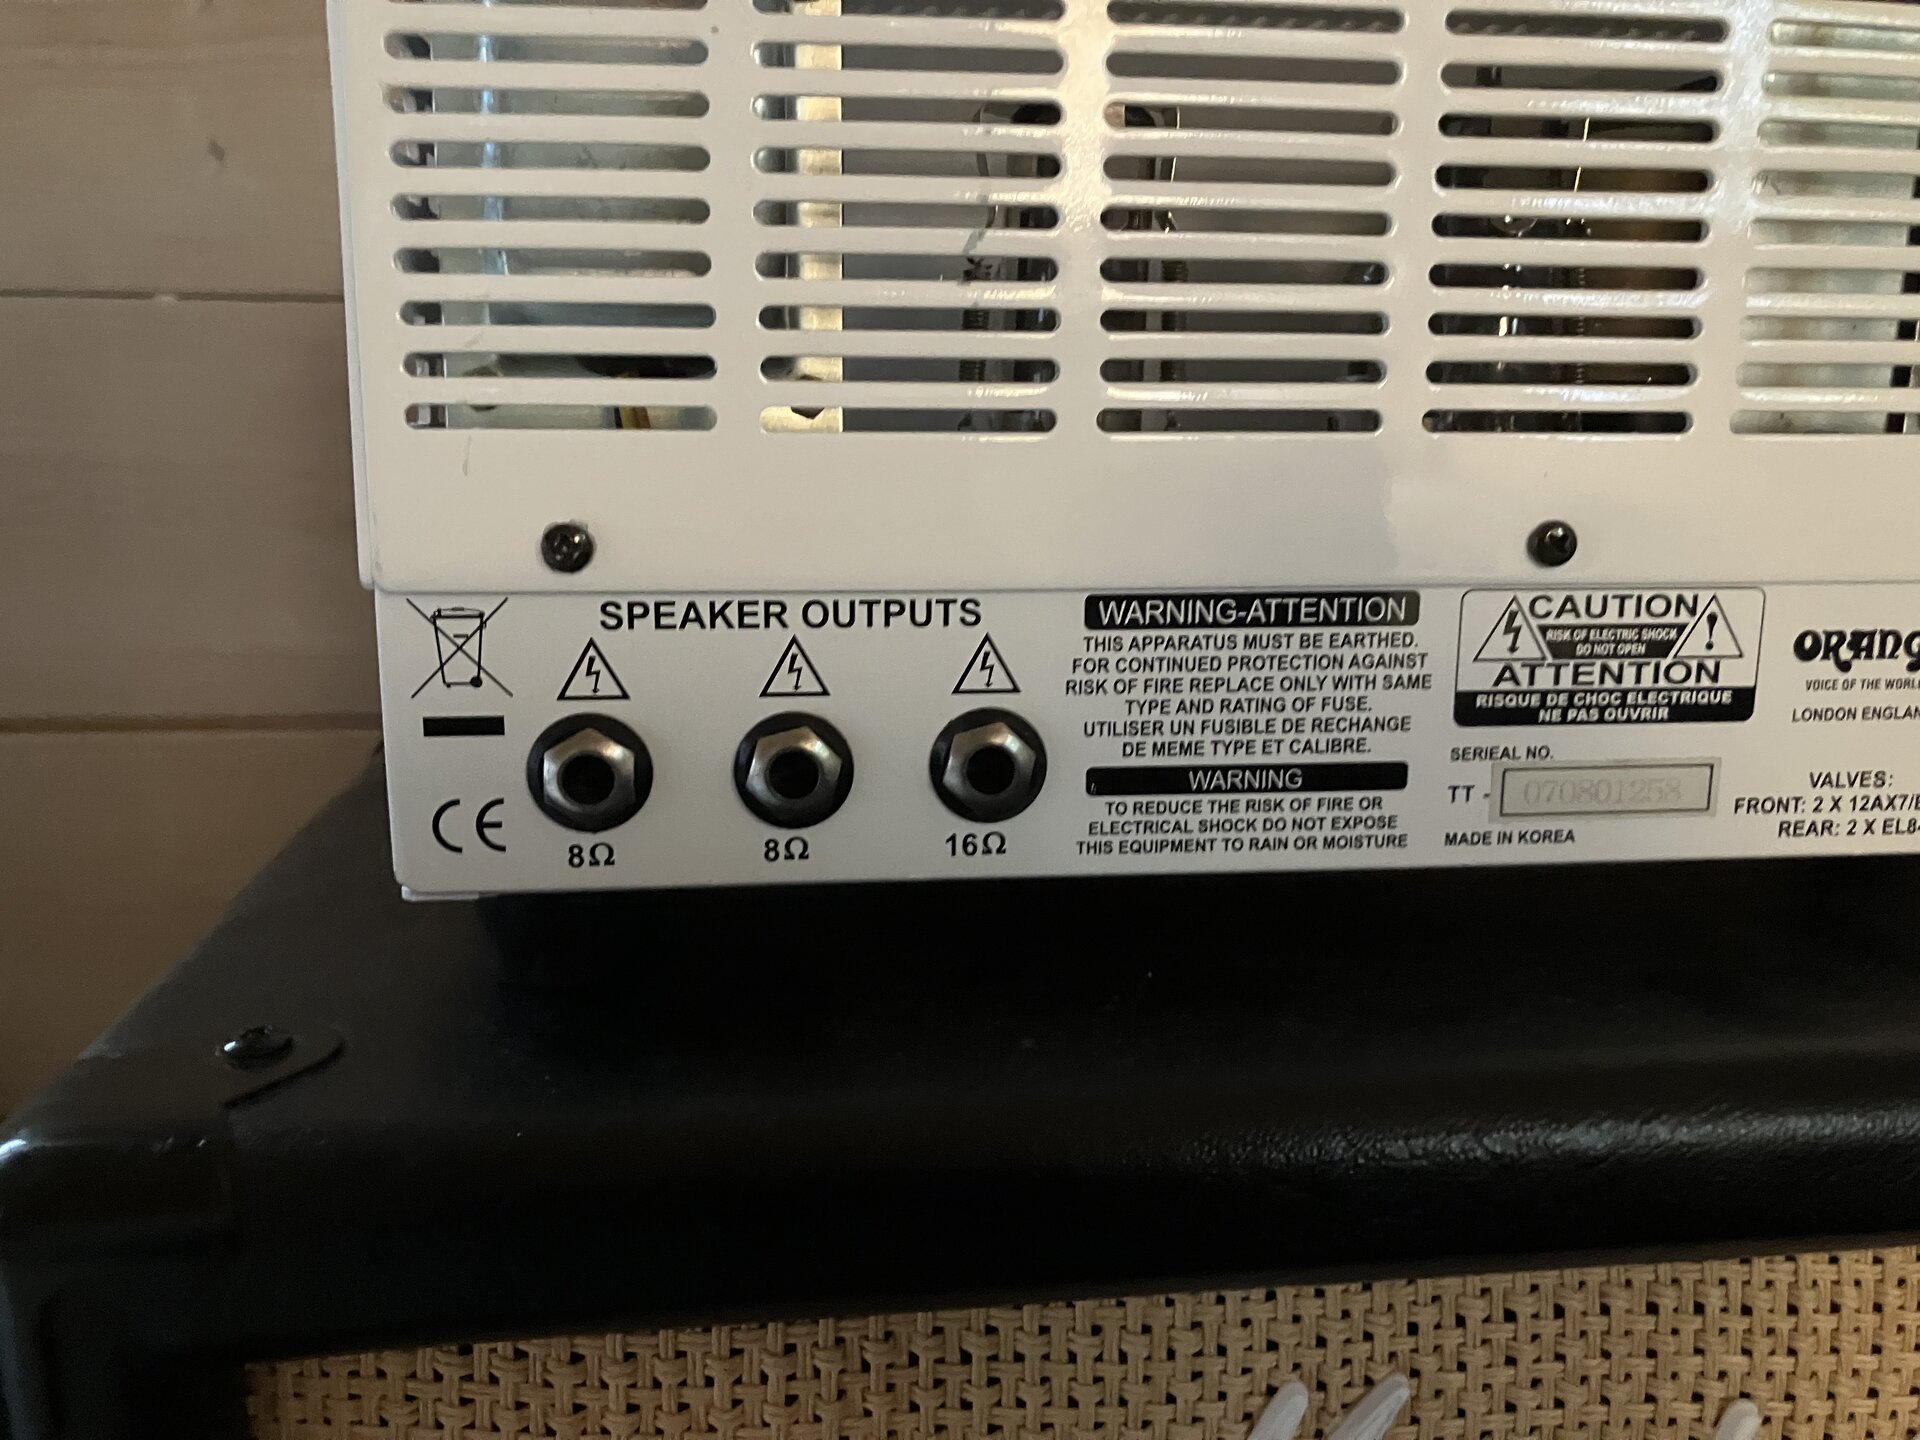 SPEAKER OUTPUTS
8Ω
8Ω
16Ω
CE
WARNING-ATTENTION
THIS APPARATUS MUST BE EARTHED.
FOR CONTINUED PROTECTION AGAINST
RISK OF FIRE REPLACE ONLY WITH SAME
TYPE AND RATING OF FUSE.
UTILISER UN FUSIBLE DE RECHANGE
DE MEME TYPE ET CALIBRE.
WARNING
TO REDUCE THE RISK OF FIRE OR
ELECTRICAL SHOCK DO NOT EXPOSE
THIS EQUIPMENT TO RAIN OR MOISTURE
CAUTION
RISK OF ELECTRIC SHOCK
DO NOT OPEN
ATTENTION
RISQUE DE CHOC ELECTRIQUE
NE PAS OUVRIR
SERIEAL NO.
TT - 070801258
MADE IN KOREA
ORANG
VOICE OF THE WORL
LONDON ENGLAN
VALVES:
FRONT: 2 X 12AX7/E
REAR: 2 X EL84